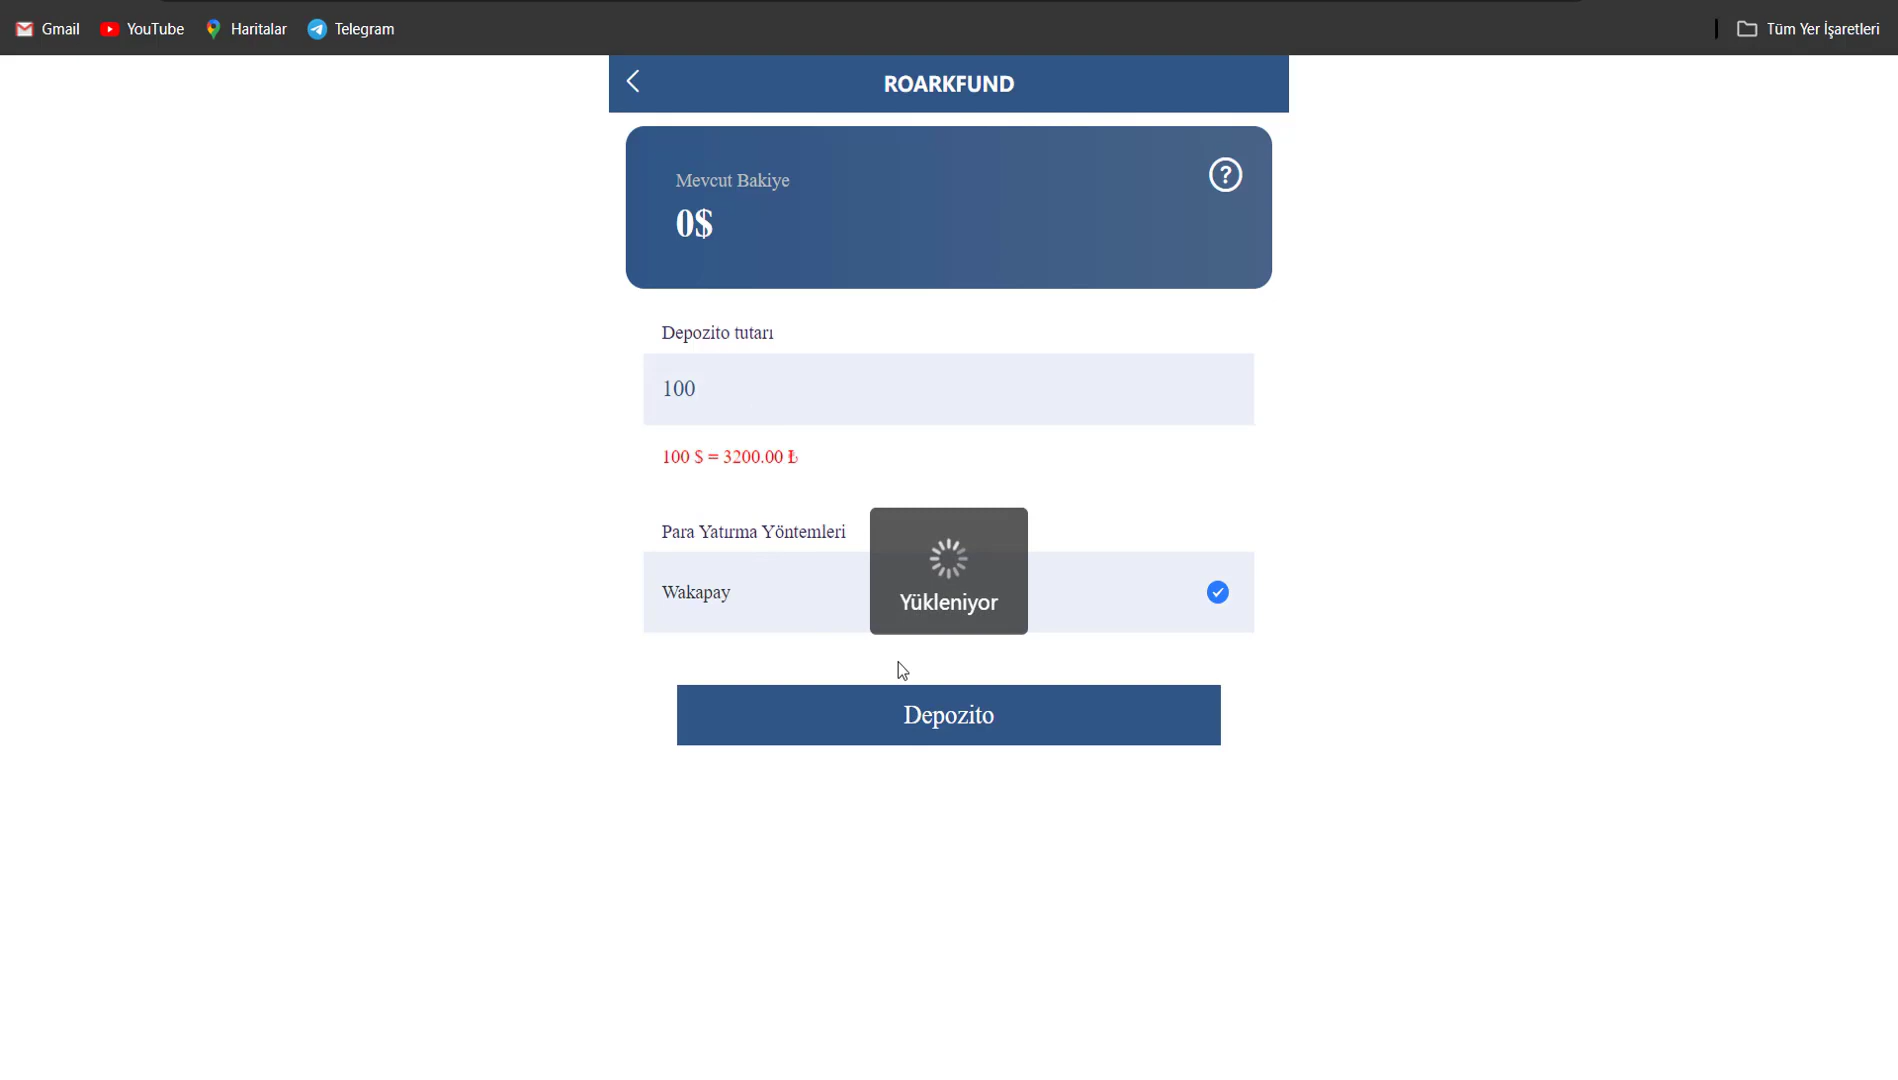 Gmail YouTube Haritalar Telegram Tüm Yer İşaretleri
ROARKFUND
Mevcut Bakiye
0$
Depozito tutarı
100
100 $ = 3200.00 ₺
Para Yatırma Yöntemleri
Wakapay
Yükleniyor
Depozito